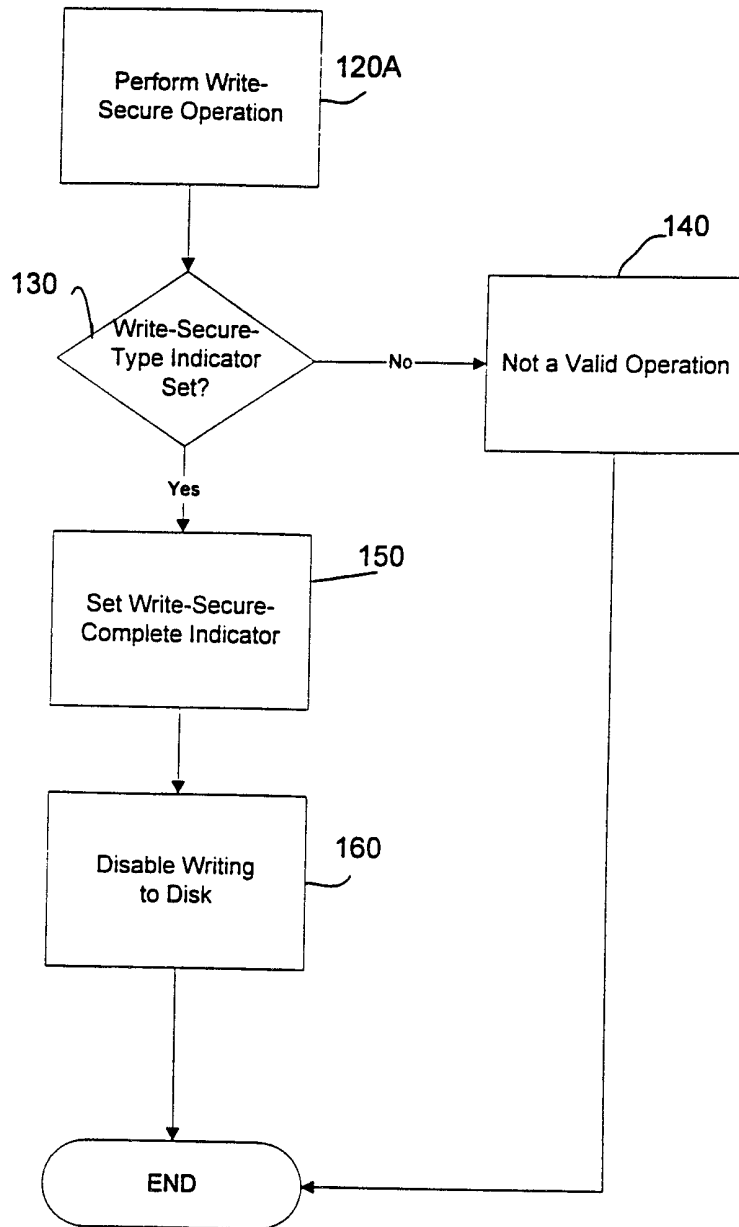 Perform Write-
Secure Operation
120A
130
Write-Secure-
Type Indicator
Set?
No
140
Not a Valid Operation
Yes
150
Set Write-Secure-
Complete Indicator
Disable Writing
to Disk
160
END